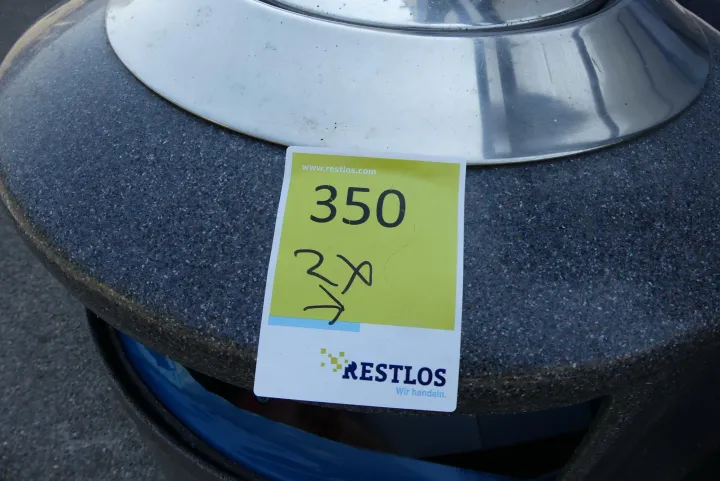 www.restlos.com
350
2x
→
RESTLOS
Wir handeln.